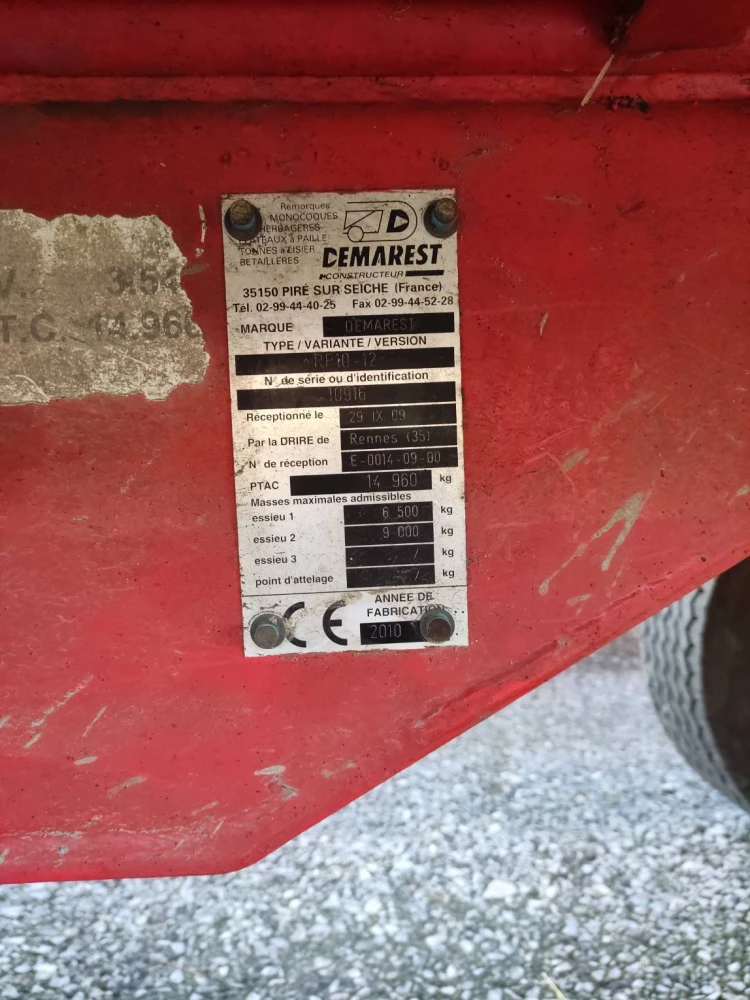 Remorques
MONOCOQUES
HERBAGERES
PLATEAUX à PAILLE
TONNES à LISIER
BETAILLERES
D
DEMAREST
CONSTRUCTEUR
35150 PIRÉ SUR SEICHE (France)
Tél. 02-99-44-40-25 Fax 02-99-44-52-28
MARQUE DEMAREST
TYPE / VARIANTE / VERSION
RP10-12
N° de série ou d'identification
10916
Réceptionné le 29 IX 09
Par la DRIRE de Rennes (35)
N° de réception E-0014-09-00
PTAC 14 960 kg
Masses maximales admissibles
essieu 1 6 500 kg
essieu 2 9 000 kg
essieu 3 / kg
point d'attelage / kg
CE
ANNEE DE
FABRICATION
2010
V. 3.54
T.C. 14.960